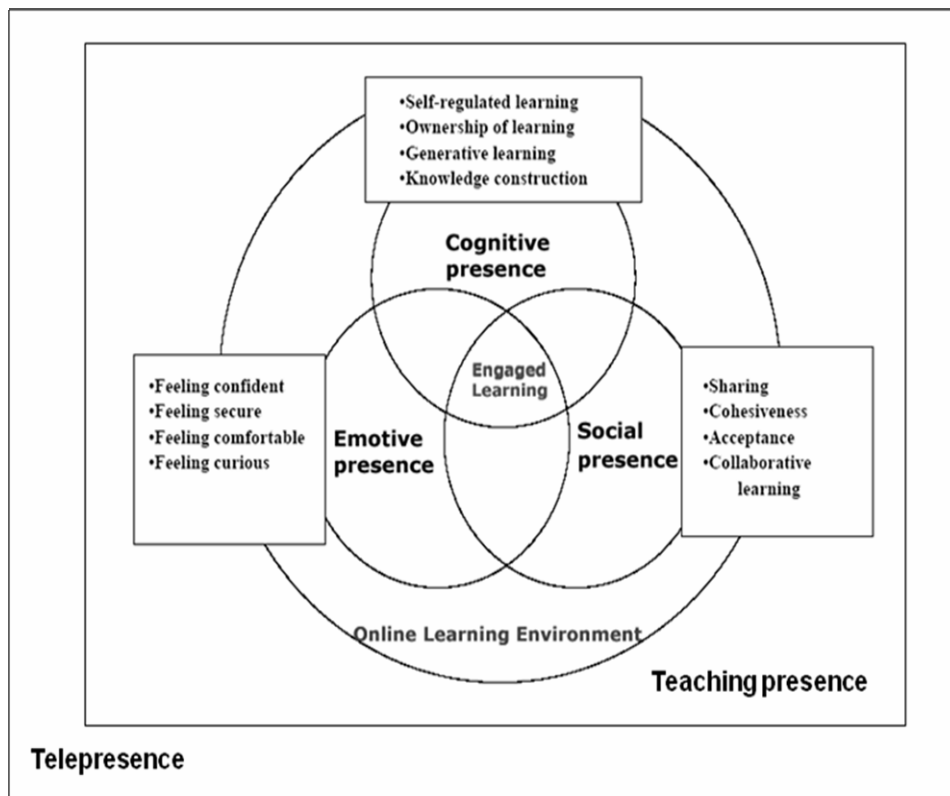 •Self-regulated learning
•Ownership of learning
•Generative learning
•Knowledge construction
Cognitive
presence
Engaged
Learning
•Feeling confident
•Feeling secure
•Feeling comfortable
•Feeling curious
Emotive
presence
Social
presence
•Sharing
•Cohesiveness
•Acceptance
•Collaborative
learning
Online Learning Environment
Teaching presence
Telepresence